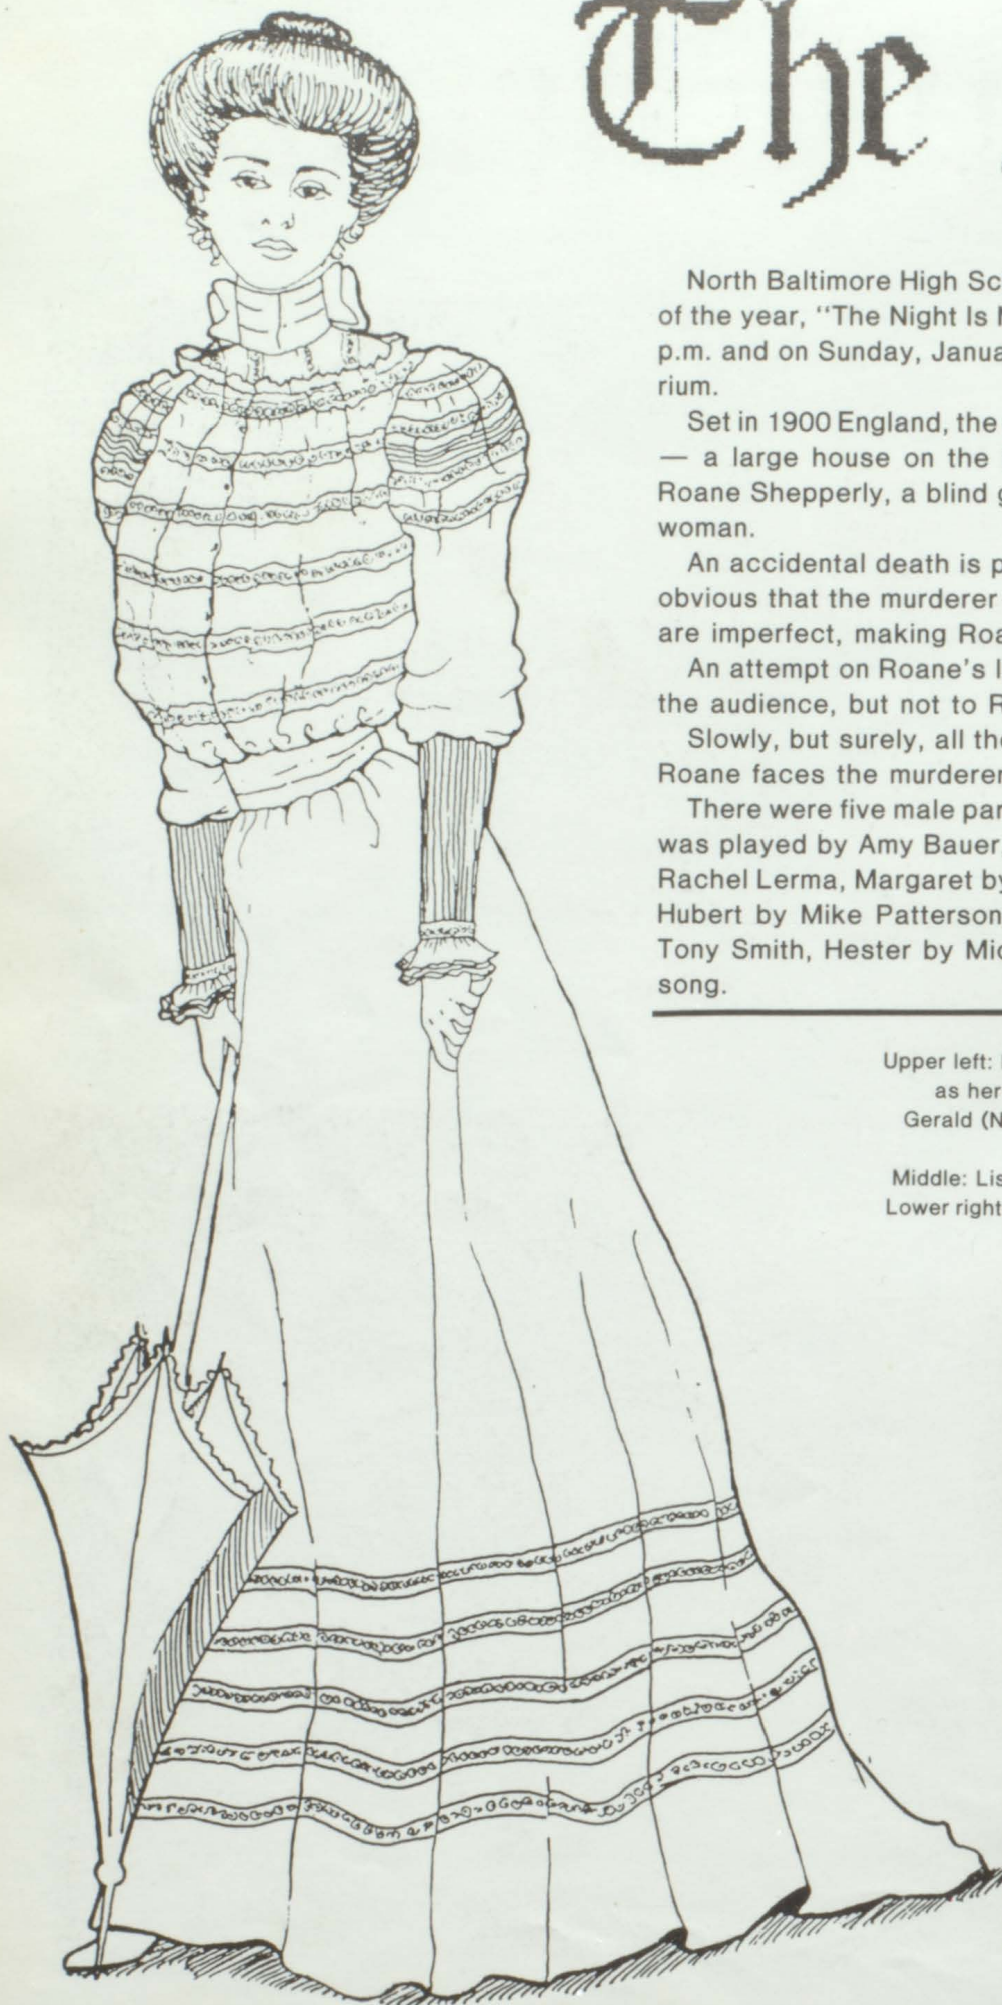 The
North Baltimore High Sc
of the year, “The Night Is
p.m. and on Sunday, Janua
rium.
Set in 1900 England, the
— a large house on the
Roane Shepperly, a blind g
woman.
An accidental death is p
obvious that the murderer
are imperfect, making Roa
An attempt on Roane's l
the audience, but not to R
Slowly, but surely, all the
Roane faces the murderer
There were five male par
was played by Amy Bauer
Rachel Lerma, Margaret by
Hubert by Mike Patterson
Tony Smith, Hester by Mic
song.
Upper left:
as her
Gerald (N
Middle: Lis
Lower right